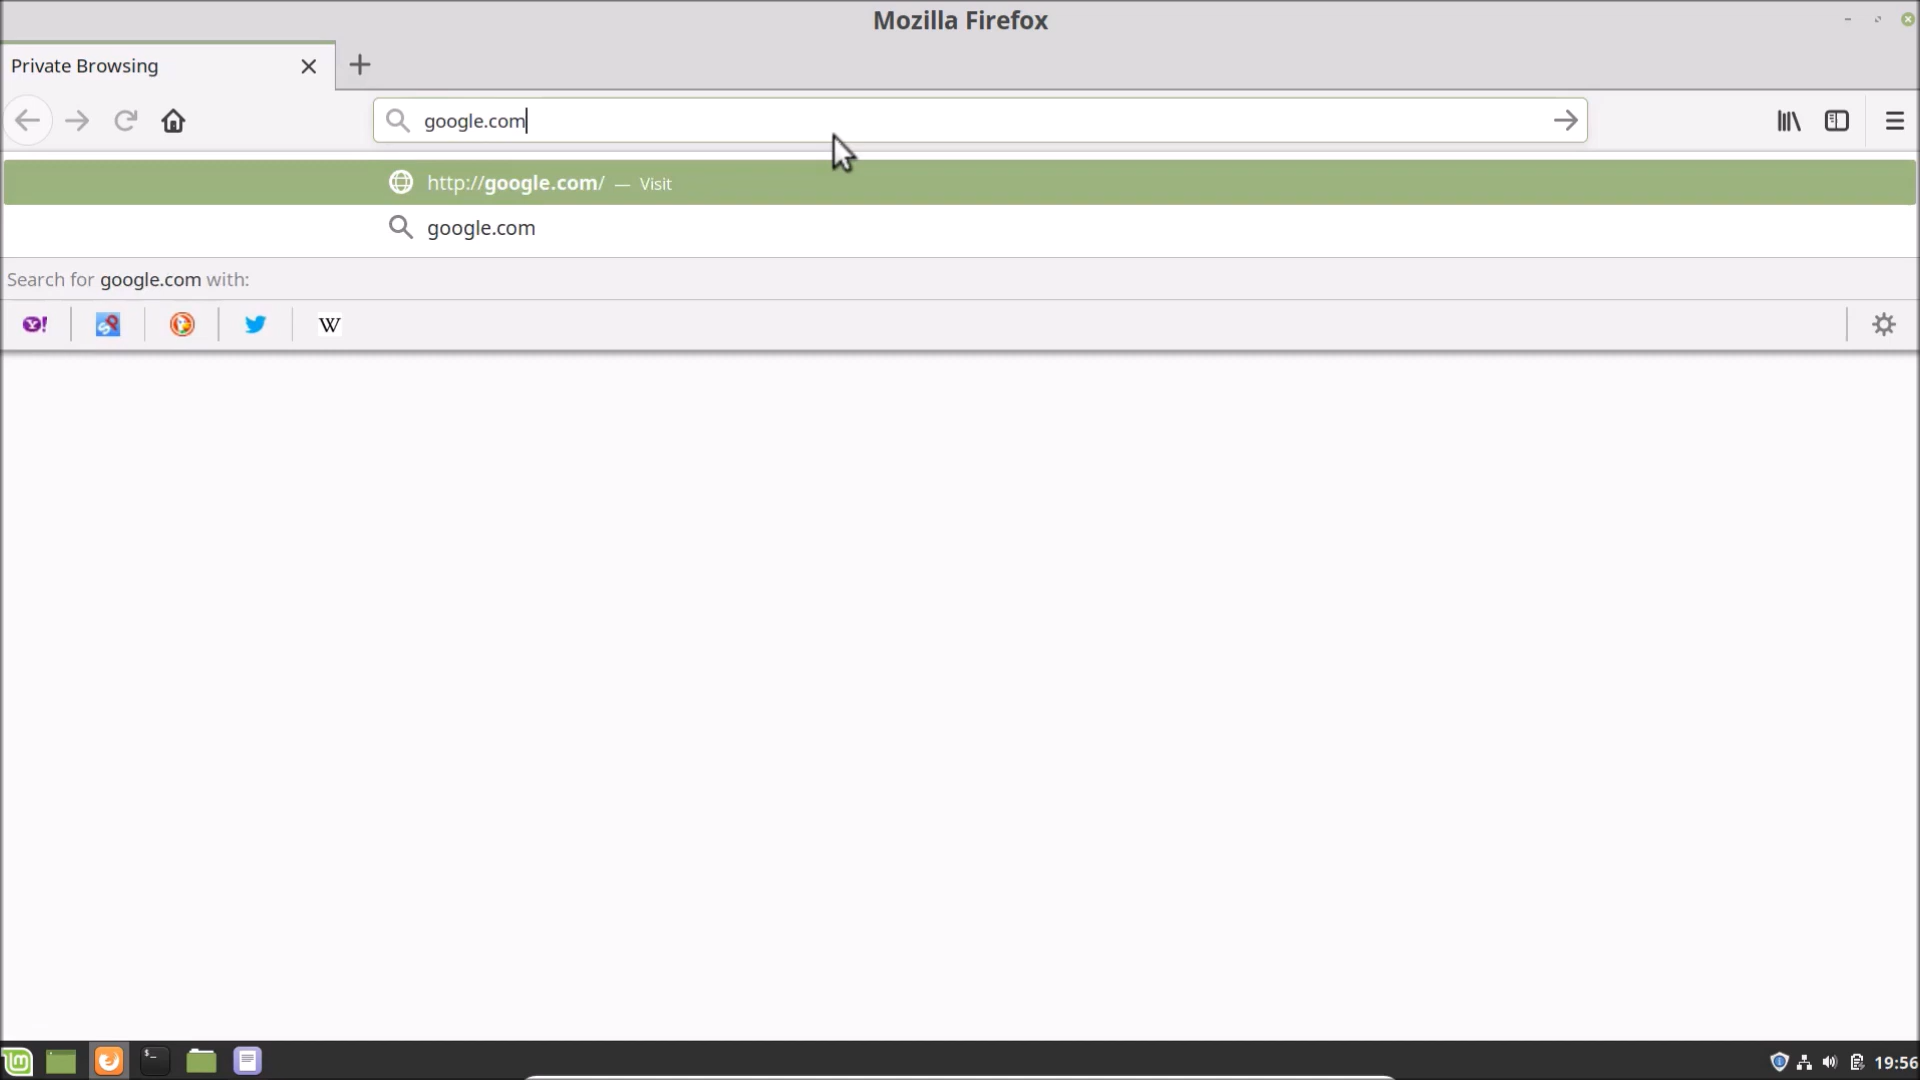 Mozilla Firefox
Private Browsing
google.com
http://google.com/ — Visit
google.com
Search for google.com with:
Y!
W
19:56